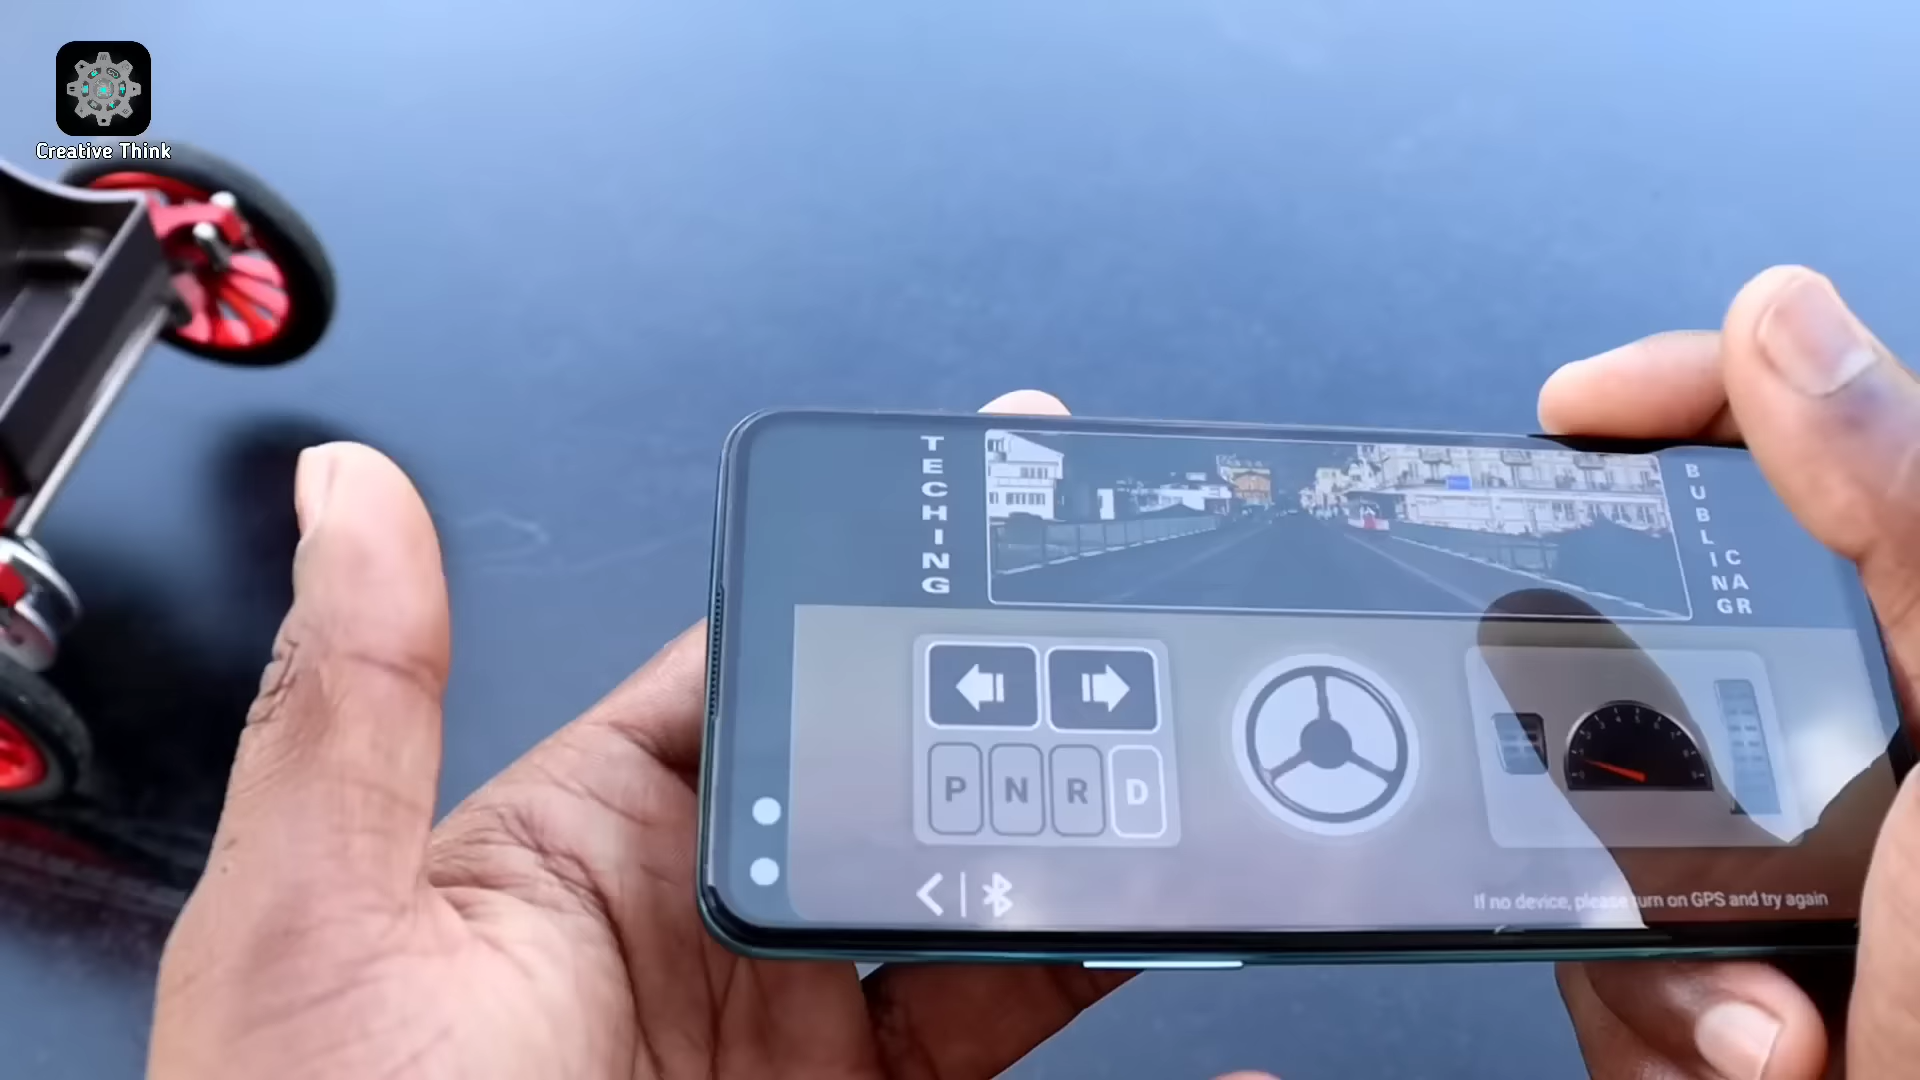 Creative Think
TECHING
BUBLING
CAR
P N R D
If no device, please turn on GPS and try again